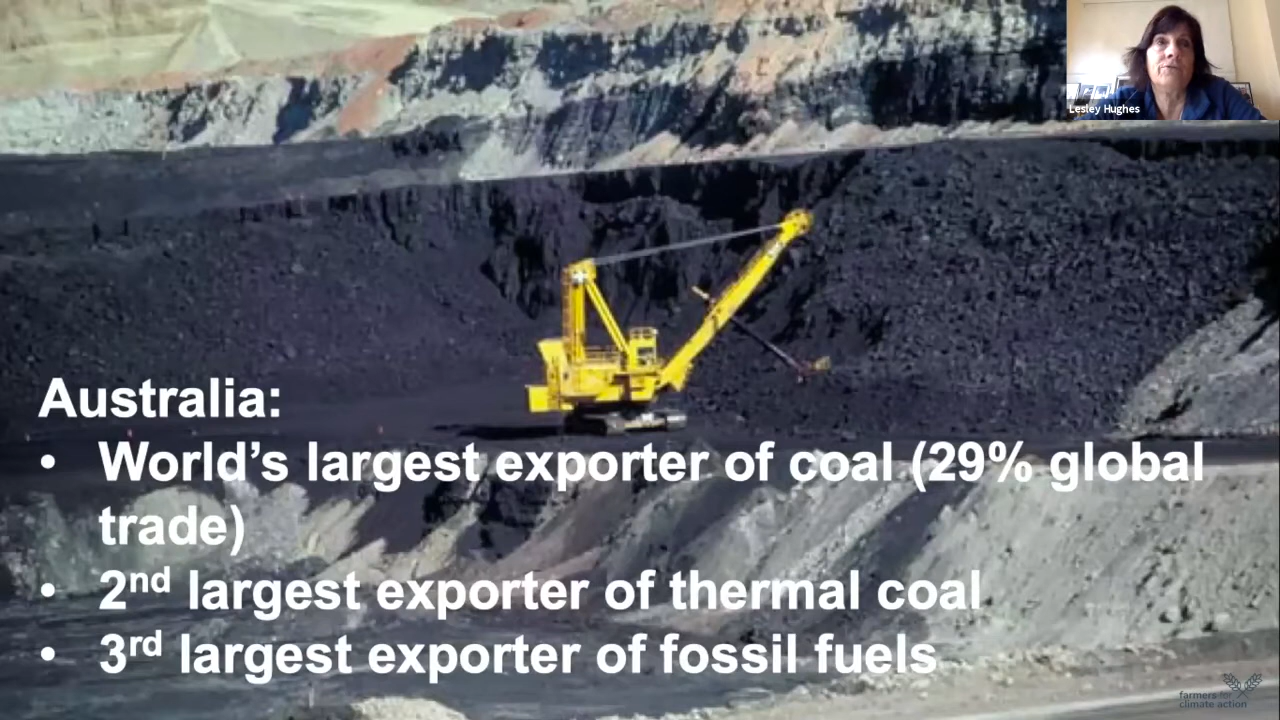 Lesley Hughes
Australia:
• World's largest exporter of coal (29% global
trade)
• 2nd largest exporter of thermal coal
• 3rd largest exporter of fossil fuels
farmers for
climate action